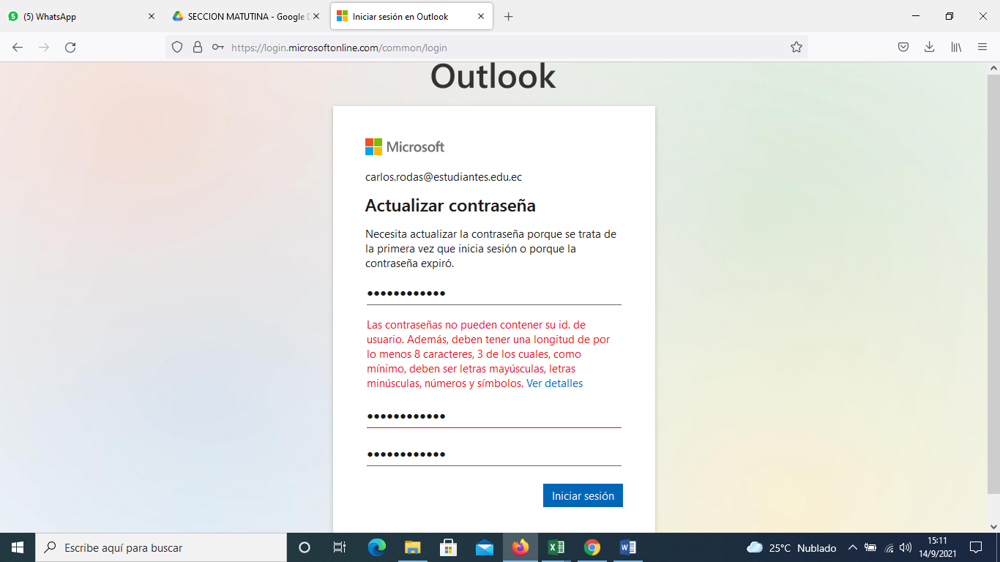 5 (5) WhatsApp
SECCION MATUTINA - Google D
Iniciar sesión en Outlook
https://login.microsoftonline.com/common/login
Outlook
Microsoft
carlos.rodas@estudiantes.edu.ec
Actualizar contraseña
Necesita actualizar la contraseña porque se trata de
la primera vez que inicia sesión o porque la
contraseña expiró.
••••••••••••
Las contraseñas no pueden contener su id. de
usuario. Además, deben tener una longitud de por
lo menos 8 caracteres, 3 de los cuales, como
mínimo, deben ser letras mayúsculas, letras
minúsculas, números y símbolos. Ver detalles
••••••••••••
••••••••••••
Iniciar sesión
Escribe aquí para buscar
25°C Nublado
15:11
14/9/2021